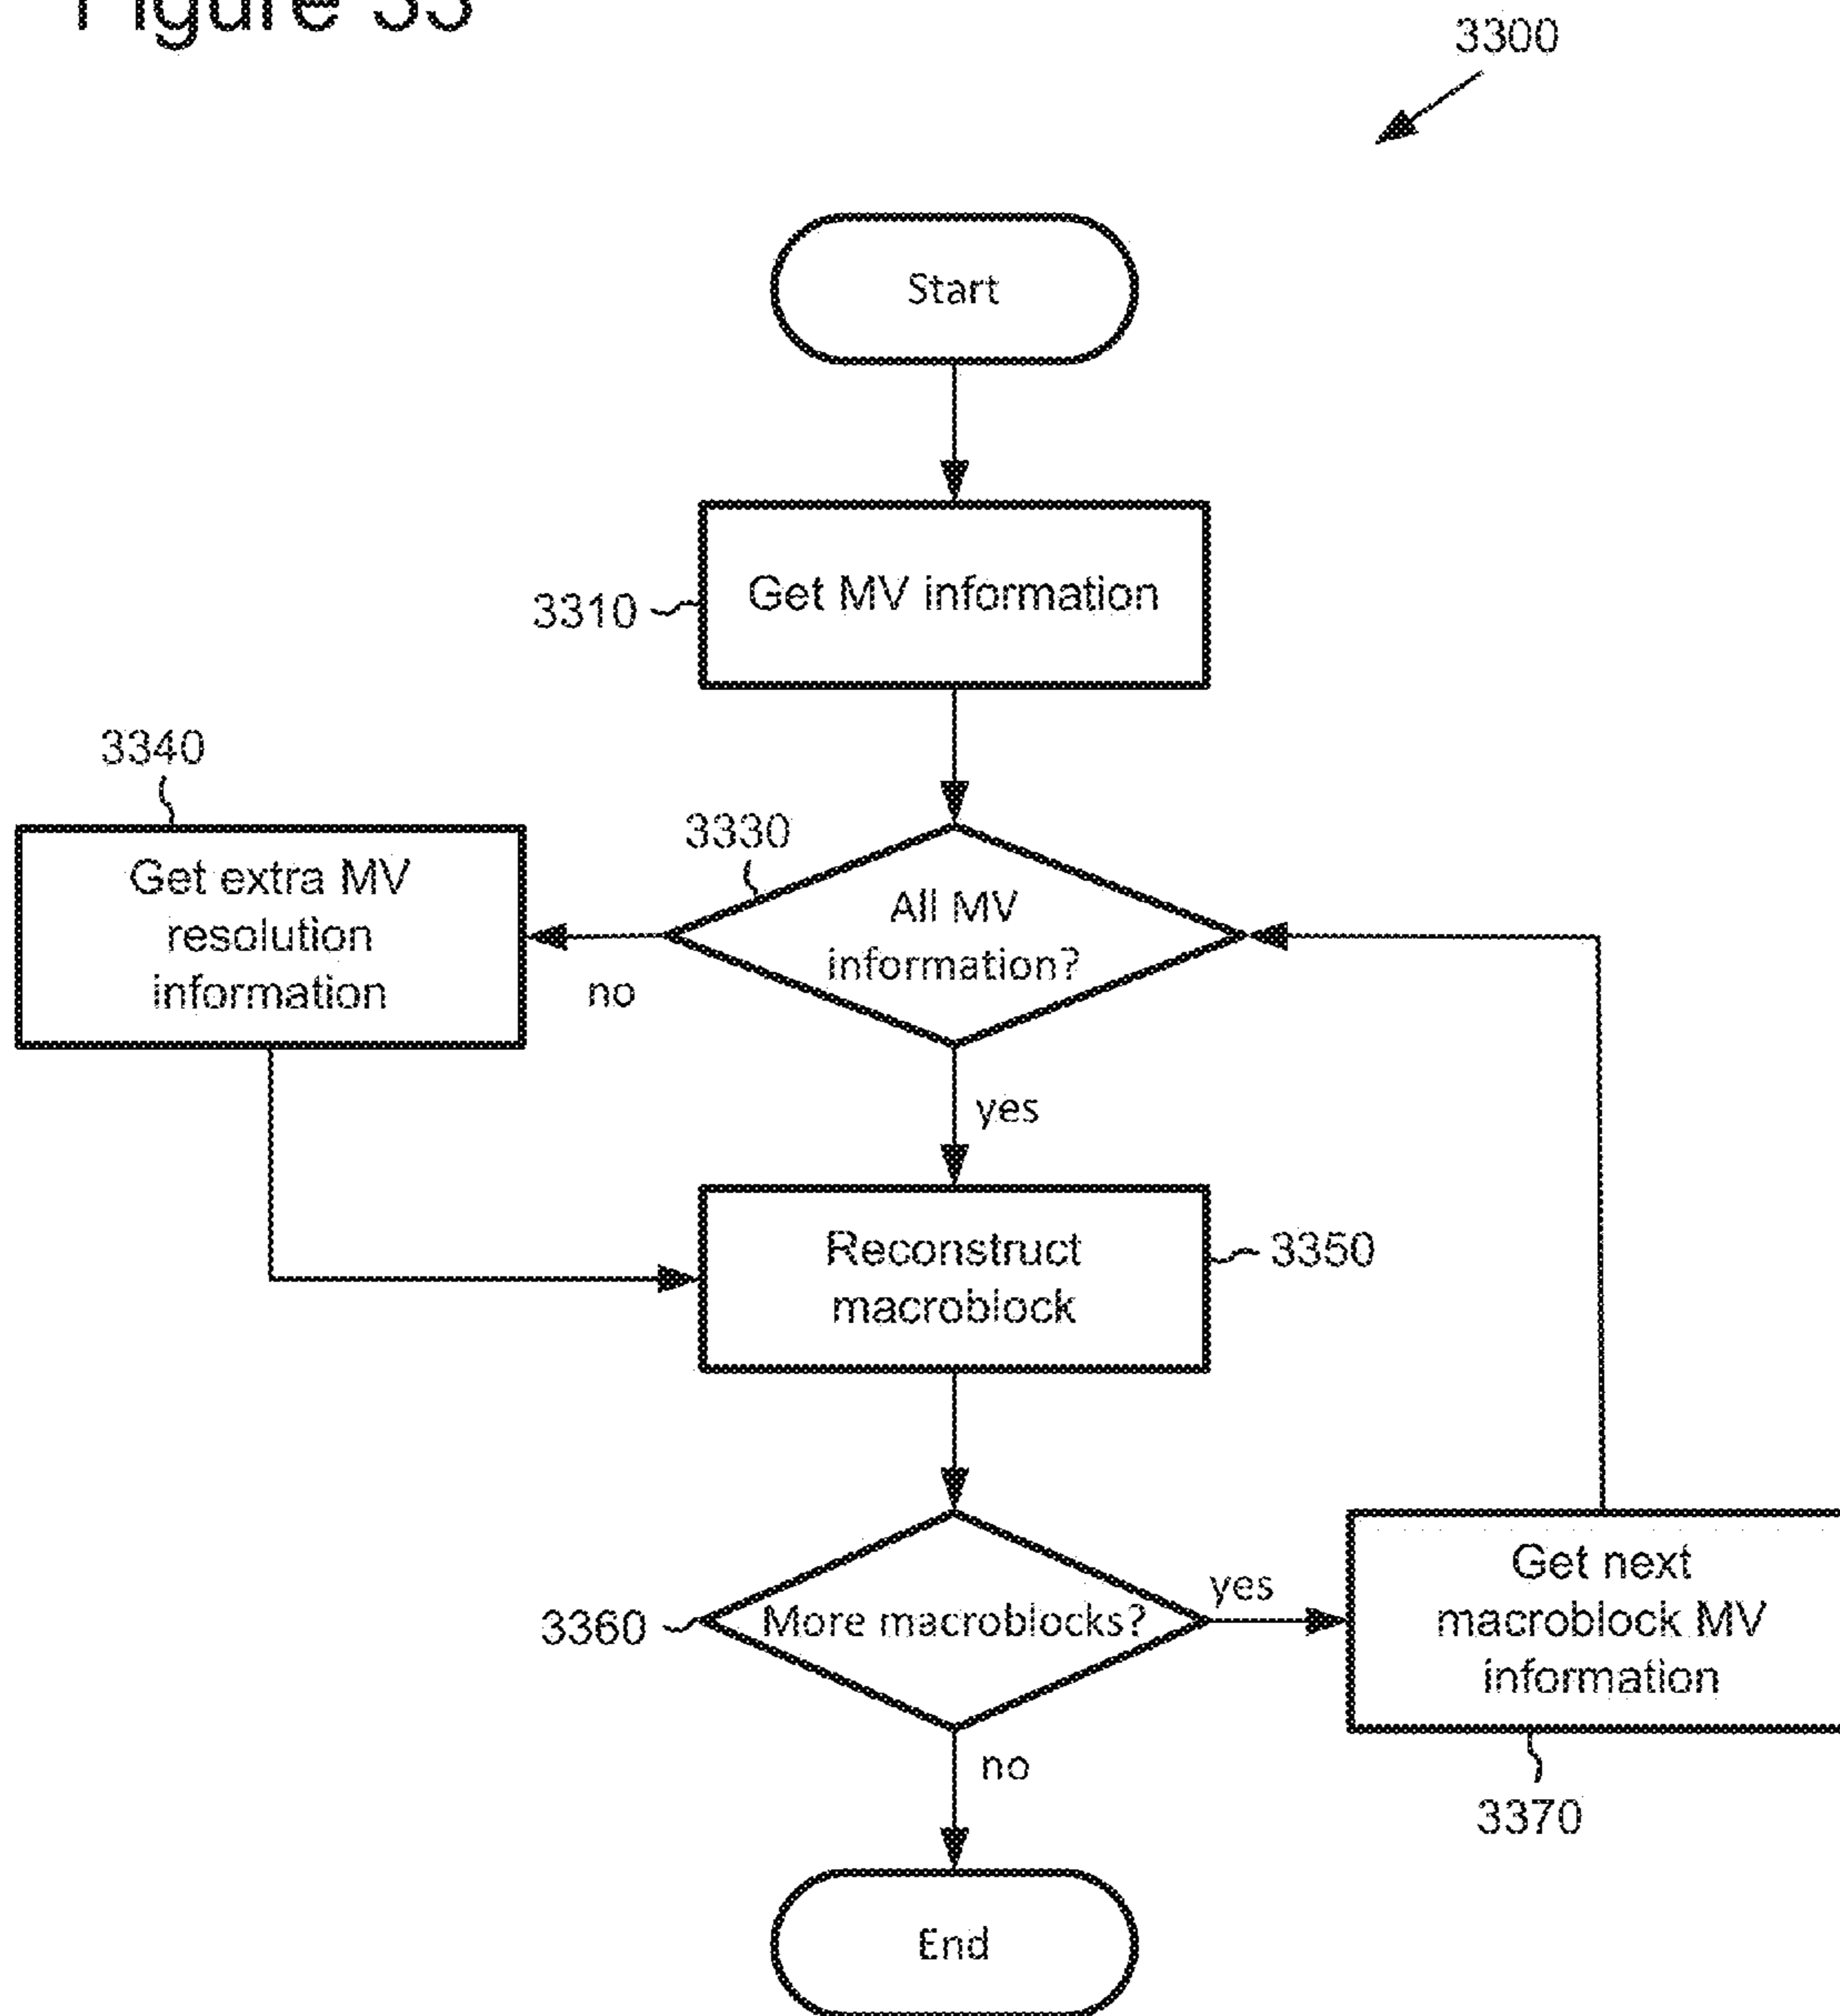 Figure 33
3300
Start
3310
Get MV information
3340
Get extra MV
resolution
information
3330
All MV
information?
no
yes
Reconstruct
macroblock
3350
3360
More macroblocks?
yes
Get next
macroblock MV
information
3370
no
End